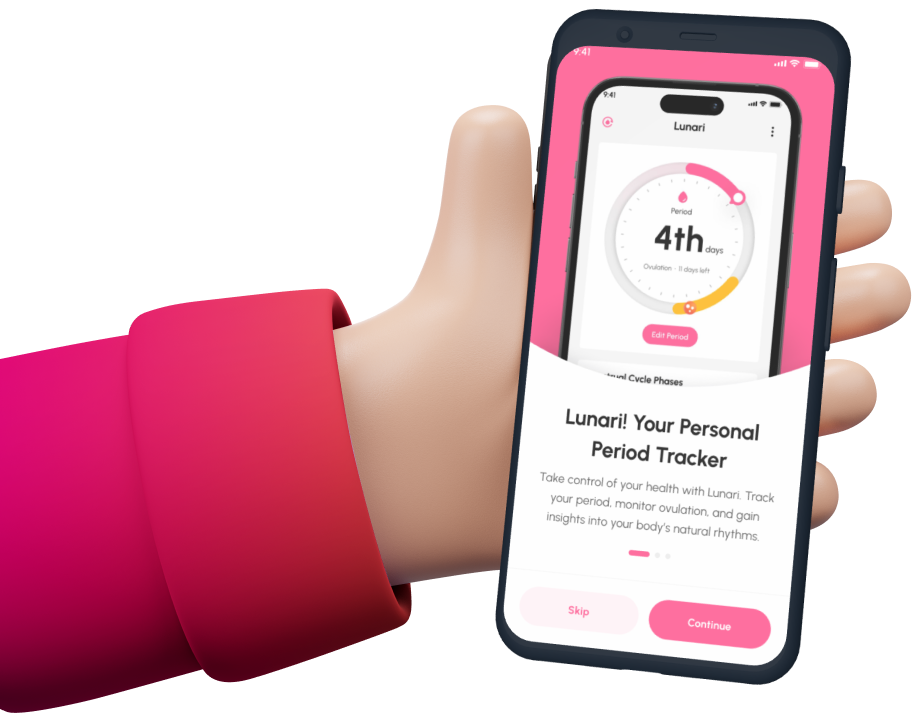 9:41
9:41
Lunari
Period
4th days
Ovulation · 11 days left
Edit Period
trual Cycle Phases
Lunari! Your Personal
Period Tracker
Take control of your health with Lunari. Track
your period, monitor ovulation, and gain
insights into your body's natural rhythms.
Skip
Continue